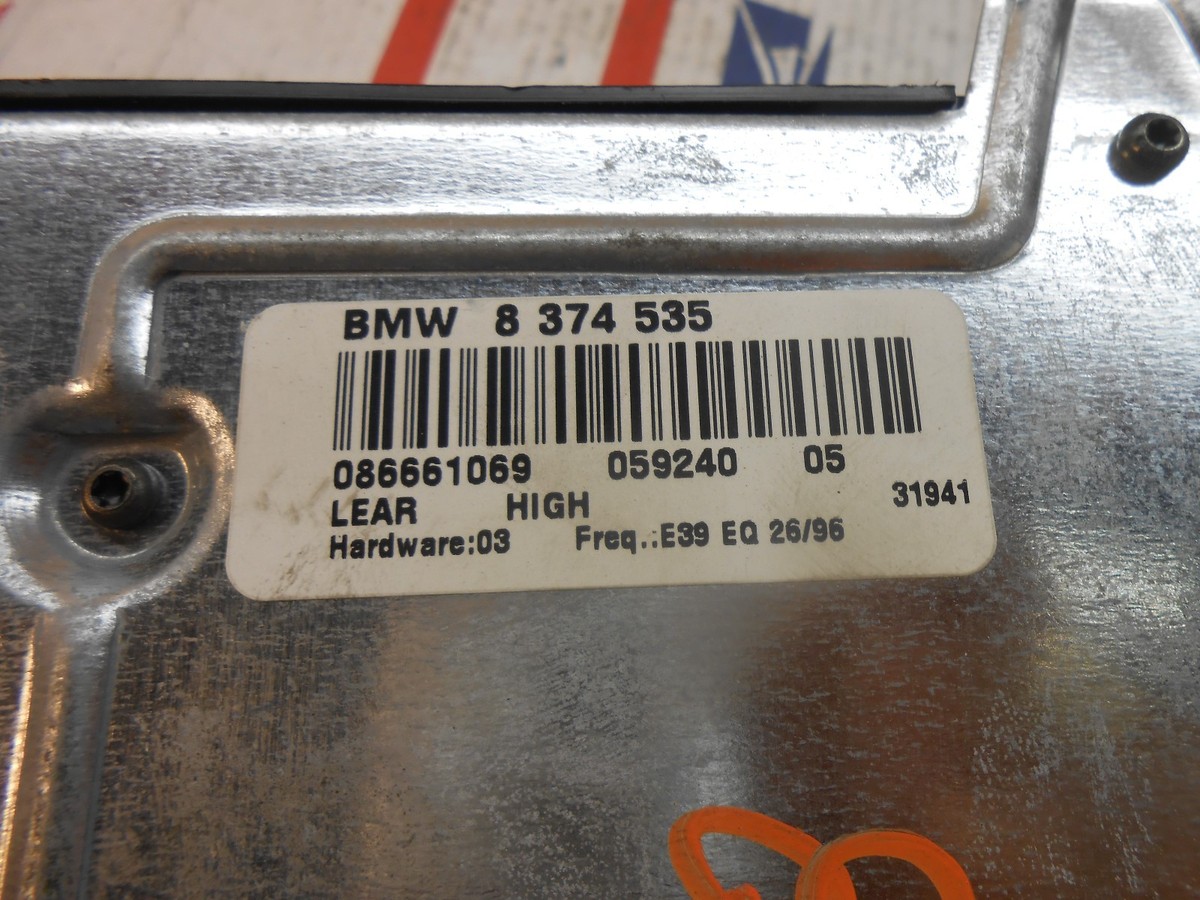 BMW 8 374 535
086661069 059240 05
LEAR HIGH 31941
Hardware:03 Freq.:E39 EQ 26/96